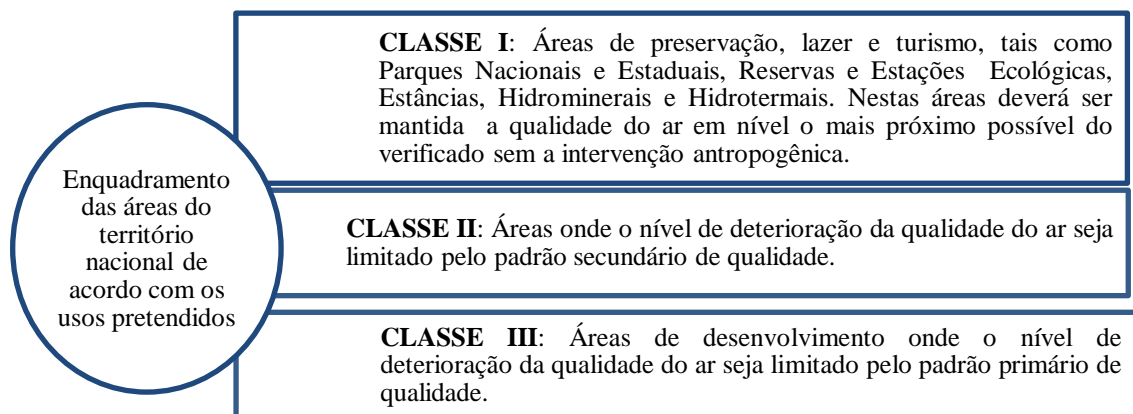 Enquadramento
das áreas do
território
nacional de
acordo com os
usos pretendidos
CLASSE I: Áreas de preservação, lazer e turismo, tais como
Parques Nacionais e Estaduais, Reservas e Estações Ecológicas,
Estâncias, Hidrominerais e Hidrotermais. Nestas áreas deverá ser
mantida a qualidade do ar em nível o mais próximo possível do
verificado sem a intervenção antropogênica.
CLASSE II: Áreas onde o nível de deterioração da qualidade do ar seja
limitado pelo padrão secundário de qualidade.
CLASSE III: Áreas de desenvolvimento onde o nível de
deterioração da qualidade do ar seja limitado pelo padrão primário de
qualidade.